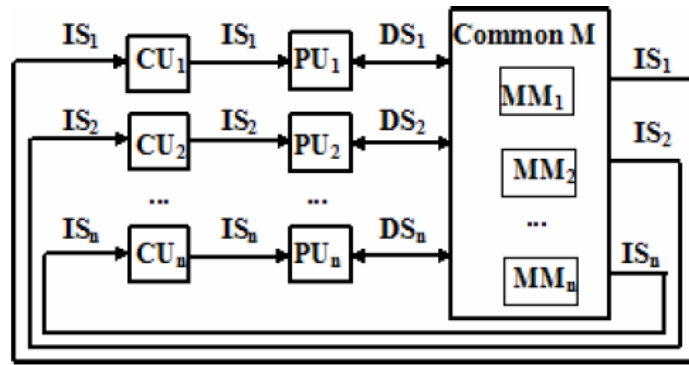 IS₁ IS₁ DS₁ Common M
CU₁ PU₁ IS₁
MM₁
IS₂ IS₂ DS₂ IS₂
CU₂ PU₂
MM₂
... ... ...
ISₙ ISₙ DSₙ ISₙ
CUₙ PUₙ
MMₙ